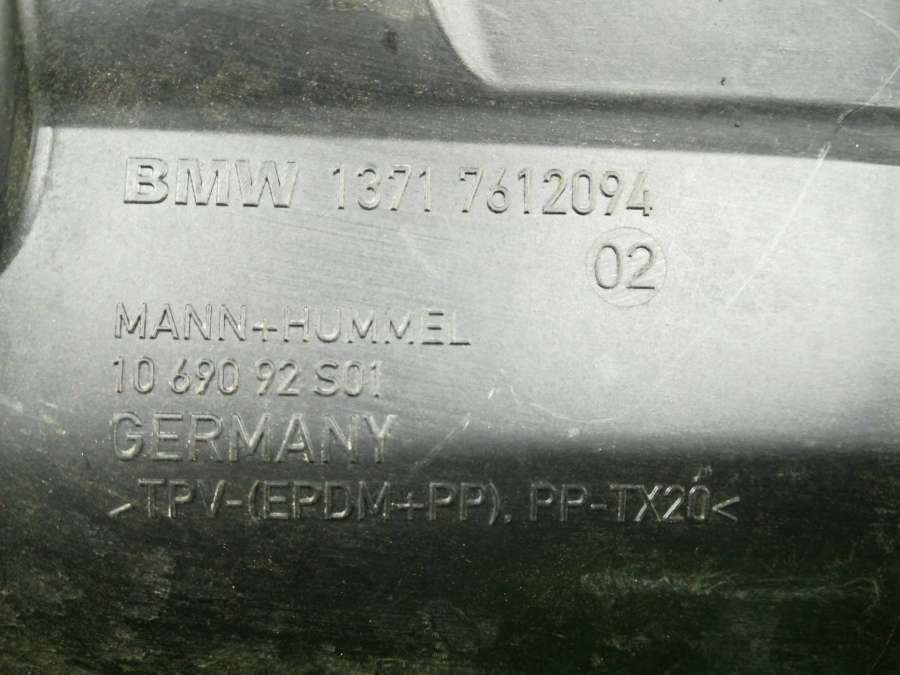 BMW 1371 7612094
02
MANN+HUMMEL
10 690 92 S01
GERMANY
>TPV-(EPDM+PP), PP-TX20<